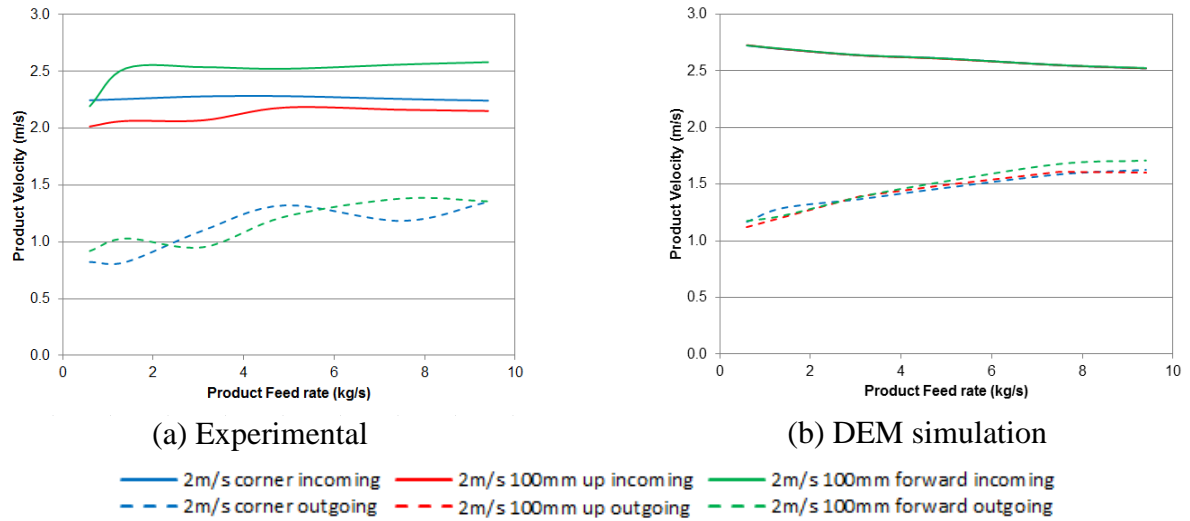 3.0
2.5
2.0
1.5
1.0
0.5
0.0
Product Velocity (m/s)
0 2 4 6 8 10
Product Feed rate (kg/s)
(a) Experimental
3.0
2.5
2.0
1.5
1.0
0.5
0.0
Product Velocity (m/s)
0 2 4 6 8 10
Product Feed rate (kg/s)
(b) DEM simulation
2m/s corner incoming 2m/s 100mm up incoming 2m/s 100mm forward incoming
2m/s corner outgoing 2m/s 100mm up outgoing 2m/s 100mm forward outgoing